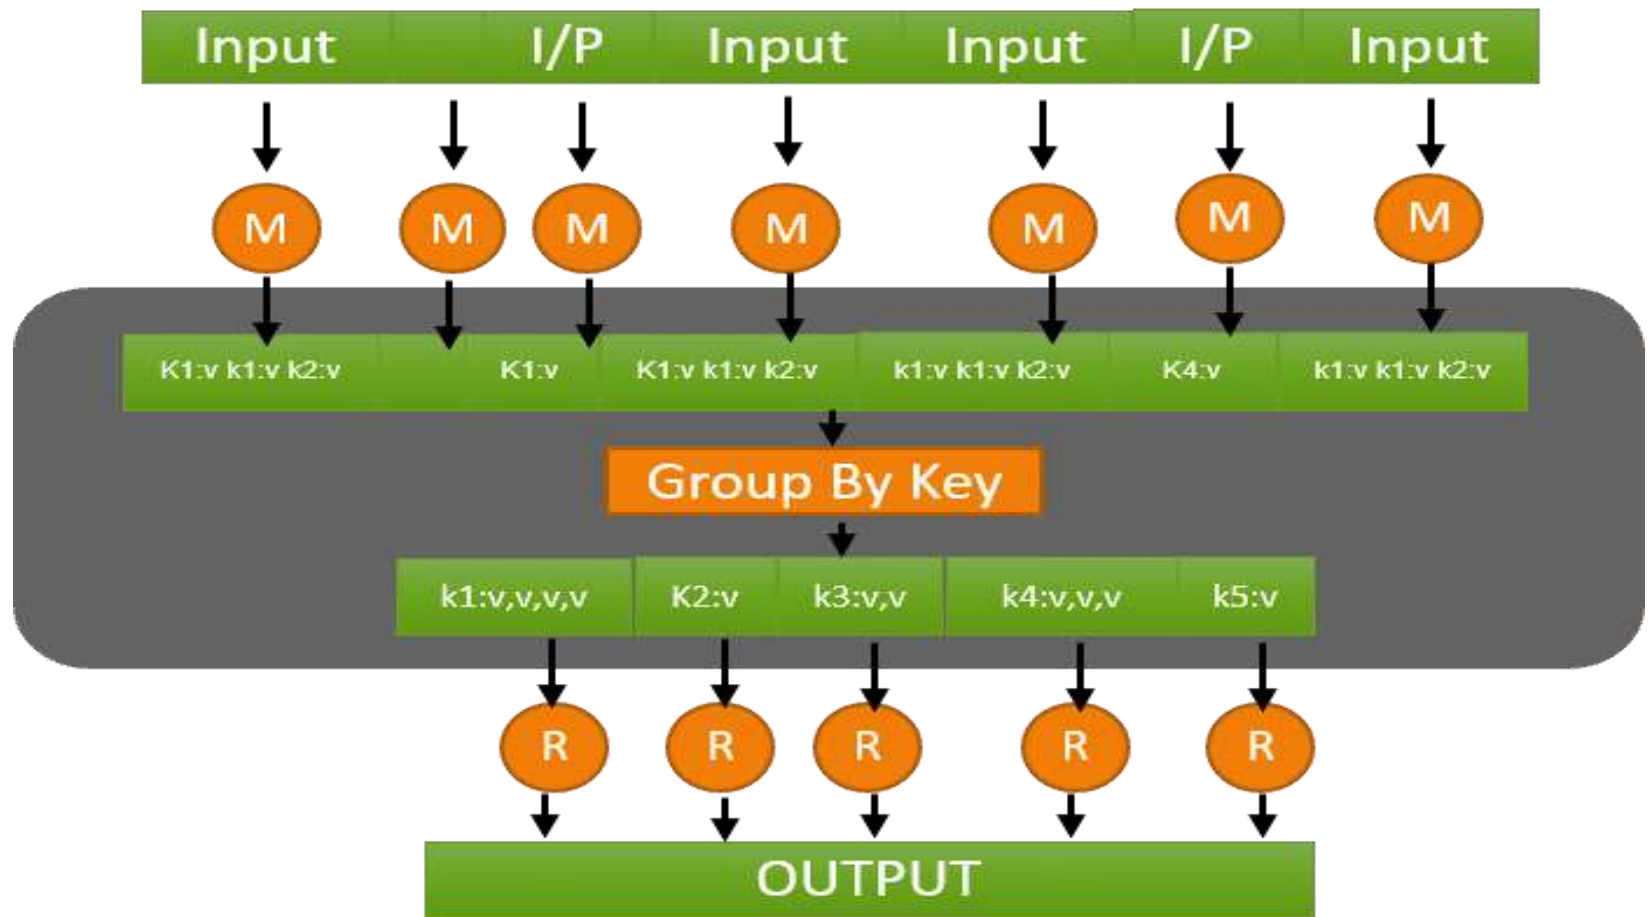 Input I/P Input Input I/P Input
M M M M M M M
K1:v k1:v k2:v K1:v K1:v k1:v k2:v k1:v k1:v k2:v K4:v k1:v k1:v k2:v
Group By Key
k1:v,v,v,v K2:v k3:v,v k4:v,v,v k5:v
R R R R R
OUTPUT